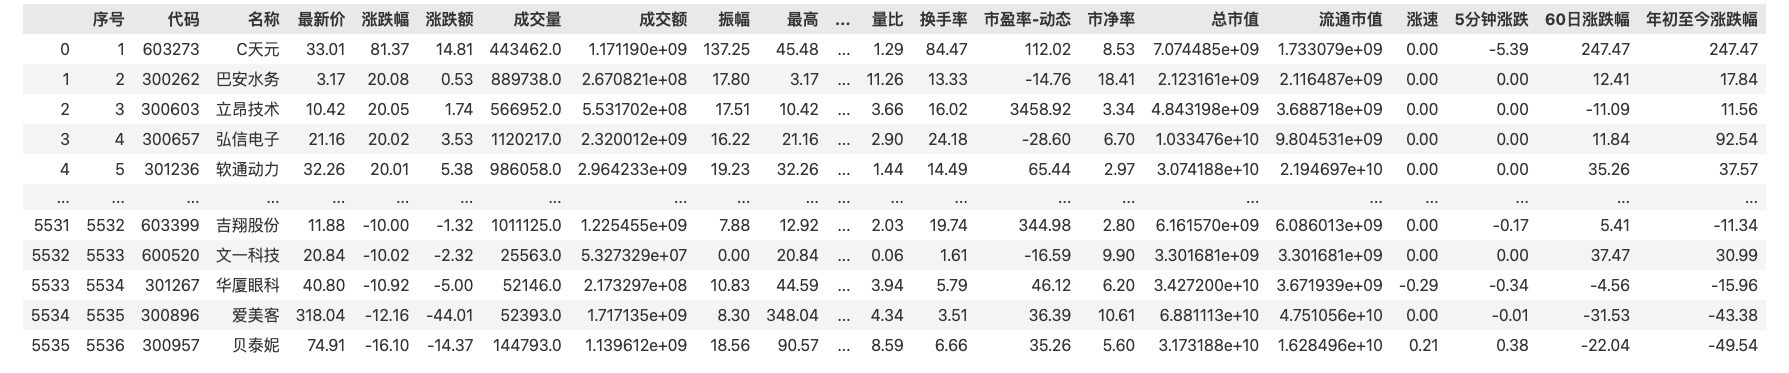 序号 代码 名称 最新价 涨跌幅 涨跌额 成交量 成交额 振幅 最高 ... 量比 换手率 市盈率-动态 市净率 总市值 流通市值 涨速 5分钟涨跌 60日涨跌幅 年初至今涨跌幅
0 1 603273 C天元 33.01 81.37 14.81 443462.0 1.171190e+09 137.25 45.48 ... 1.29 84.47 112.02 8.53 7.074485e+09 1.733079e+09 0.00 -5.39 247.47 247.47
1 2 300262 巴安水务 3.17 20.08 0.53 889738.0 2.670821e+08 17.80 3.17 ... 11.26 13.33 -14.76 18.41 2.123161e+09 2.116487e+09 0.00 0.00 12.41 17.84
2 3 300603 立昂技术 10.42 20.05 1.74 566952.0 5.531702e+08 17.51 10.42 ... 3.66 16.02 3458.92 3.34 4.843198e+09 3.688718e+09 0.00 0.00 -11.09 11.56
3 4 300657 弘信电子 21.16 20.02 3.53 1120217.0 2.320012e+09 16.22 21.16 ... 2.90 24.18 -28.60 6.70 1.033476e+10 9.804531e+09 0.00 0.00 11.84 92.54
4 5 301236 软通动力 32.26 20.01 5.38 986058.0 2.964233e+09 19.23 32.26 ... 1.44 14.49 65.44 2.97 3.074188e+10 2.194697e+10 0.00 0.00 35.26 37.57
... ... ... ... ... ... ... ... ... ... ... ... ... ... ... ... ... ... ... ... ... ...
5531 5532 603399 吉翔股份 11.88 -10.00 -1.32 1011125.0 1.225455e+09 7.88 12.92 ... 2.03 19.74 344.98 2.80 6.161570e+09 6.086013e+09 0.00 -0.17 5.41 -11.34
5532 5533 600520 文一科技 20.84 -10.02 -2.32 25563.0 5.327329e+07 0.00 20.84 ... 0.06 1.61 -16.59 9.90 3.301681e+09 3.301681e+09 0.00 0.00 37.47 30.99
5533 5534 301267 华厦眼科 40.80 -10.92 -5.00 52146.0 2.173297e+08 10.83 44.59 ... 3.94 5.79 46.12 6.20 3.427200e+10 3.671939e+09 -0.29 -0.34 -4.56 -15.96
5534 5535 300896 爱美客 318.04 -12.16 -44.01 52393.0 1.717135e+09 8.30 348.04 ... 4.34 3.51 36.39 10.61 6.881113e+10 4.751056e+10 0.00 -0.01 -31.53 -43.38
5535 5536 300957 贝泰妮 74.91 -16.10 -14.37 144793.0 1.139612e+09 18.56 90.57 ... 8.59 6.66 35.26 5.60 3.173188e+10 1.628496e+10 0.21 0.38 -22.04 -49.54